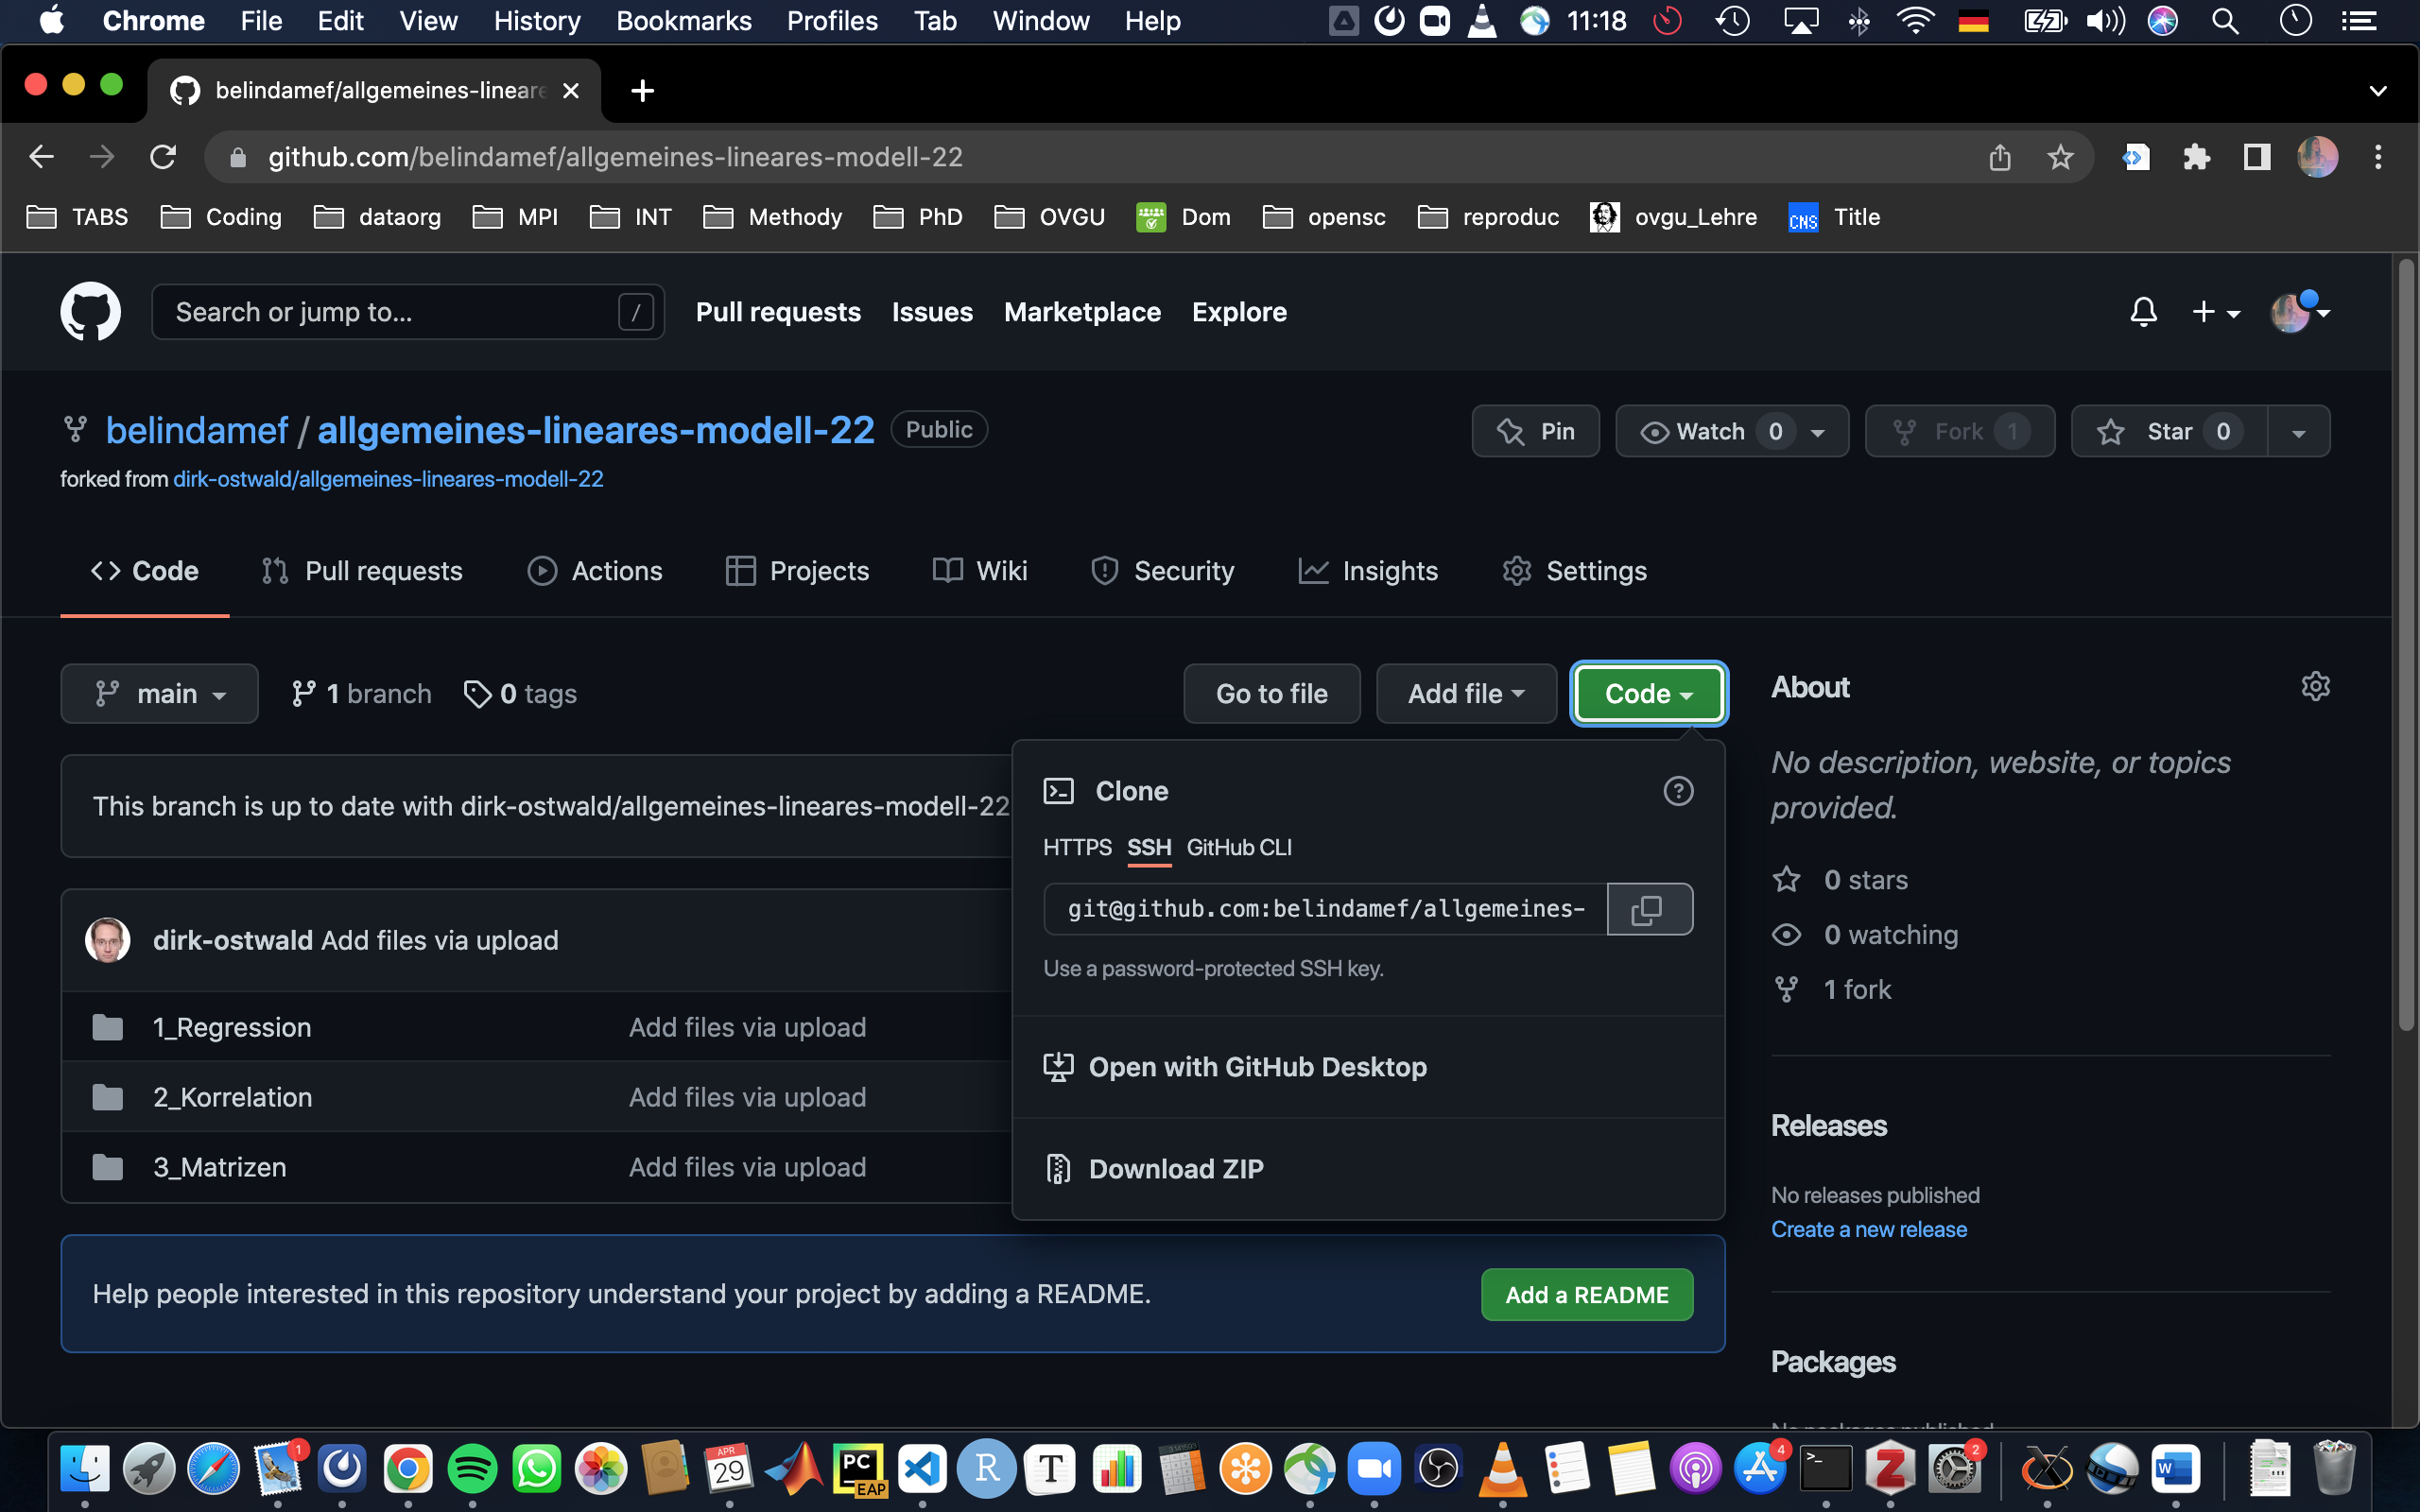 Chrome File Edit View History Bookmarks Profiles Tab Window Help 11:18
belindamef/allgemeines-lineare
github.com/belindamef/allgemeines-lineares-modell-22
TABS Coding dataorg MPI INT Methody PhD OVGU Dom opensc reproduc ovgu_Lehre CNS Title
Search or jump to... / Pull requests Issues Marketplace Explore
belindamef / allgemeines-lineares-modell-22 Public Pin Watch 0 Fork 1 Star 0
forked from dirk-ostwald/allgemeines-lineares-modell-22
Code Pull requests Actions Projects Wiki Security Insights Settings
main 1 branch 0 tags Go to file Add file Code
About
No description, website, or topics
provided.
0 stars
0 watching
1 fork
Releases
No releases published
Create a new release
Packages
This branch is up to date with dirk-ostwald/allgemeines-lineares-modell-22
Clone
HTTPS SSH GitHub CLI
git@github.com:belindamef/allgemeines-
Use a password-protected SSH key.
Open with GitHub Desktop
Download ZIP
dirk-ostwald Add files via upload
1_Regression Add files via upload
2_Korrelation Add files via upload
3_Matrizen Add files via upload
Help people interested in this repository understand your project by adding a README. Add a README
1 APR 29 PC EAP R T 4 >_ Z 2 W